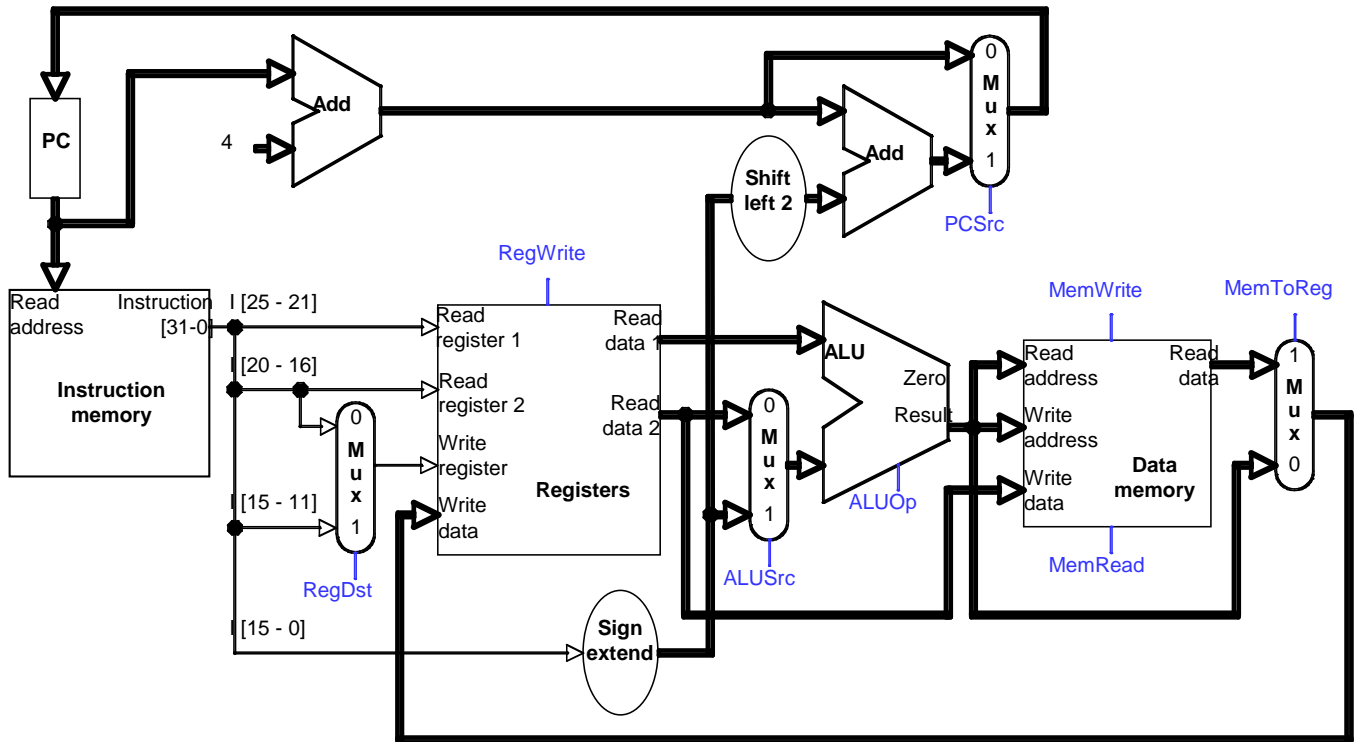 0
M
u
x
1
Add
PC
4
Add
Shift
left 2
PCSrc
RegWrite
Read
address
Instruction
[31-0]
Instruction
memory
I [25 - 21]
I [20 - 16]
I [15 - 11]
I [15 - 0]
0
M
u
x
1
RegDst
Read
register 1
Read
register 2
Write
register
Write
data
Read
data 1
Read
data 2
Registers
Sign
extend
0
M
u
x
1
ALUSrc
ALU
Zero
Result
ALUOp
MemWrite
Read
address
Write
address
Write
data
Read
data
Data
memory
MemRead
MemToReg
1
M
u
x
0